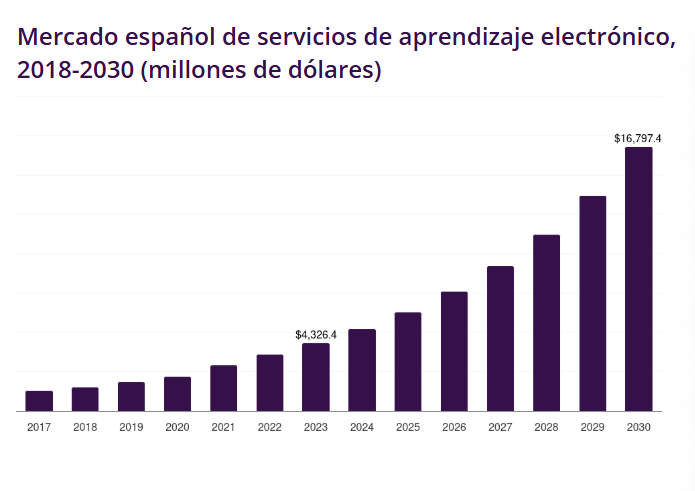 Mercado español de servicios de aprendizaje electrónico,
2018-2030 (millones de dólares)
$16,797.4
$4,326.4
2017 2018 2019 2020 2021 2022 2023 2024 2025 2026 2027 2028 2029 2030